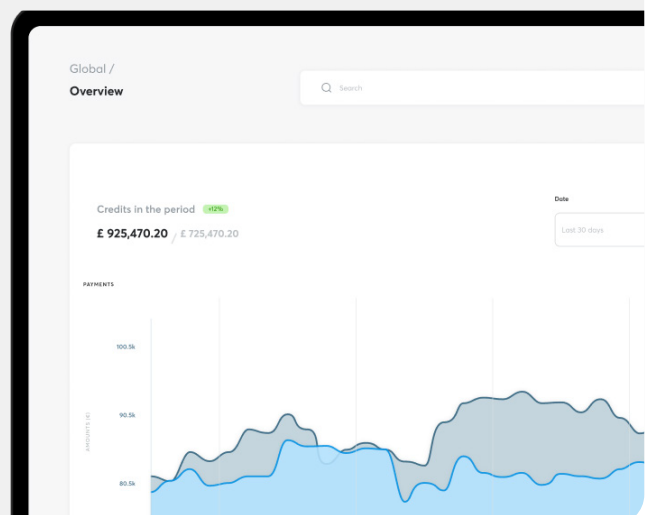 Global /
Overview
Search
Credits in the period +12%
£ 925,470.20 / £ 725,470.20
Date
Last 30 days
PAYMENTS
100.5k
90.5k
80.5k
AMOUNTS (£)